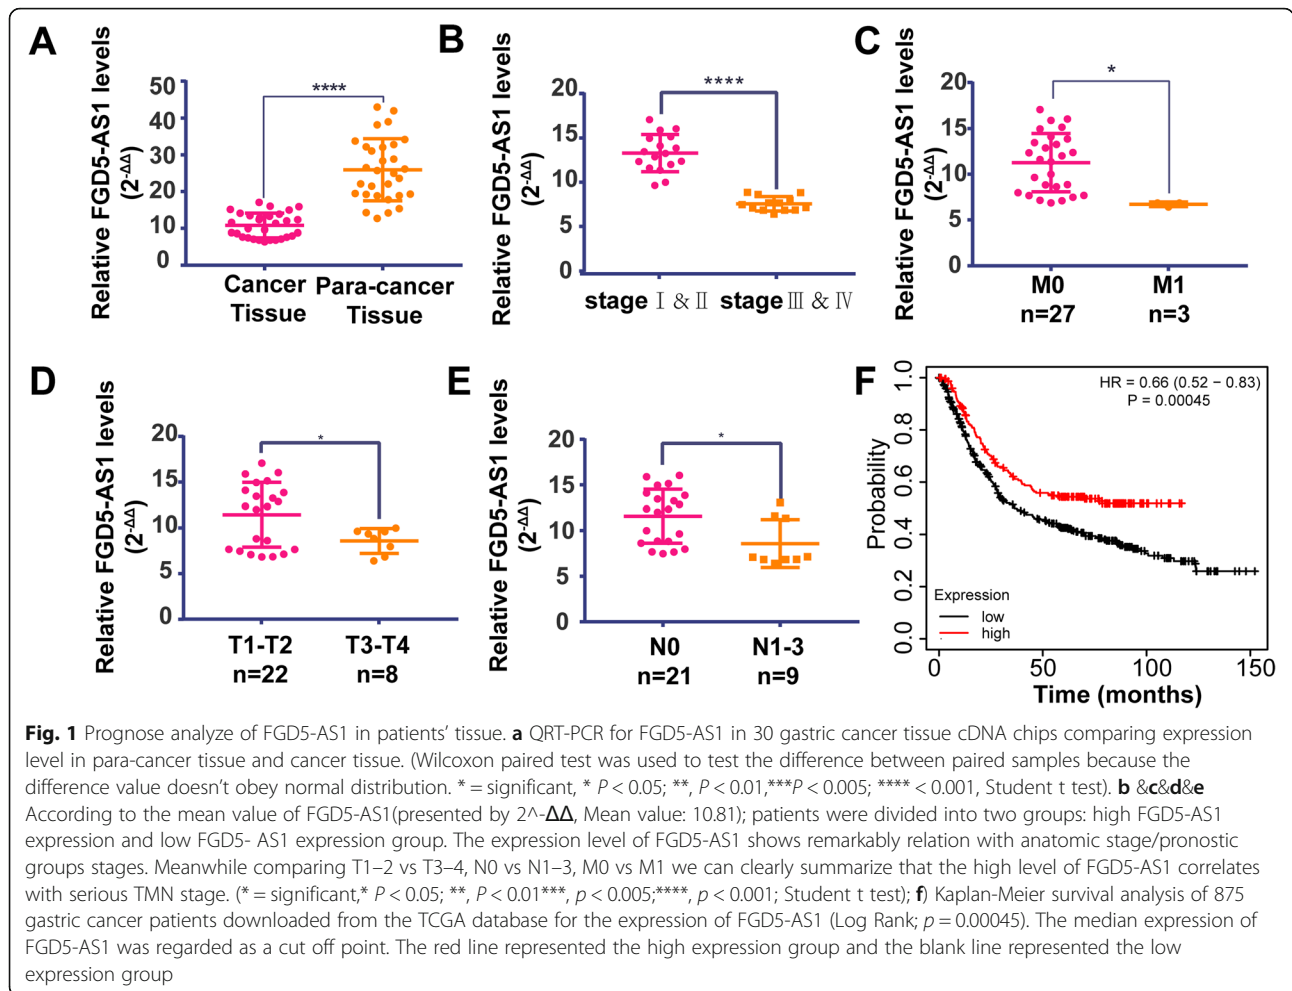 A
Relative FGD5-AS1 levels
(2-ΔΔ)
50
40
30
20
10
0
****
Cancer Tissue
Para-cancer Tissue
B
Relative FGD5-AS1 levels
(2-ΔΔ)
20
15
10
5
0
****
stage Ⅰ & Ⅱ
stage Ⅲ & Ⅳ
C
Relative FGD5-AS1 levels
(2-ΔΔ)
20
15
10
5
0
*
M0
n=27
M1
n=3
D
Relative FGD5-AS1 levels
(2-ΔΔ)
20
15
10
5
0
*
T1-T2
n=22
T3-T4
n=8
E
Relative FGD5-AS1 levels
(2-ΔΔ)
20
15
10
5
0
*
N0
n=21
N1-3
n=9
F
Probability
1.0
0.8
0.6
0.4
0.2
0.0
HR = 0.66 (0.52 − 0.83)
P = 0.00045
Expression
low
high
0 50 100 150
Time (months)
Fig. 1 Prognose analyze of FGD5-AS1 in patients' tissue. a QRT-PCR for FGD5-AS1 in 30 gastric cancer tissue cDNA chips comparing expression
level in para-cancer tissue and cancer tissue. (Wilcoxon paired test was used to test the difference between paired samples because the
difference value doesn't obey normal distribution. * = significant, * P < 0.05; **, P < 0.01,***P < 0.005; **** < 0.001, Student t test). b &c&d&e
According to the mean value of FGD5-AS1(presented by 2^-ΔΔ, Mean value: 10.81); patients were divided into two groups: high FGD5-AS1
expression and low FGD5- AS1 expression group. The expression level of FGD5-AS1 shows remarkably relation with anatomic stage/pronostic
groups stages. Meanwhile comparing T1–2 vs T3–4, N0 vs N1–3, M0 vs M1 we can clearly summarize that the high level of FGD5-AS1 correlates
with serious TMN stage. (* = significant,* P < 0.05; **, P < 0.01***, p < 0.005;****, p < 0.001; Student t test); f) Kaplan-Meier survival analysis of 875
gastric cancer patients downloaded from the TCGA database for the expression of FGD5-AS1 (Log Rank; p = 0.00045). The median expression of
FGD5-AS1 was regarded as a cut off point. The red line represented the high expression group and the blank line represented the low
expression group